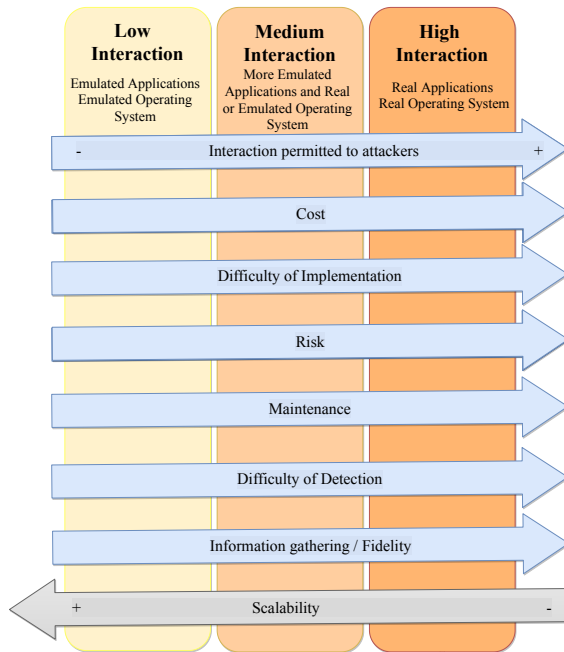 Low
Interaction
Emulated Applications
Emulated Operating
System
Medium
Interaction
More Emulated
Applications and Real
or Emulated Operating
System
High
Interaction
Real Applications
Real Operating System
- Interaction permitted to attackers +
Cost
Difficulty of Implementation
Risk
Maintenance
Difficulty of Detection
Information gathering / Fidelity
+ Scalability -